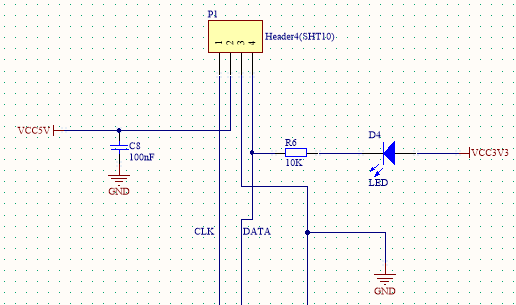 P1
Header4(SHT10)
1 2 3 4
VCC5V
C8
100nF
GND
R6
10K
D4
LED
VCC3V3
CLK
DATA
GND